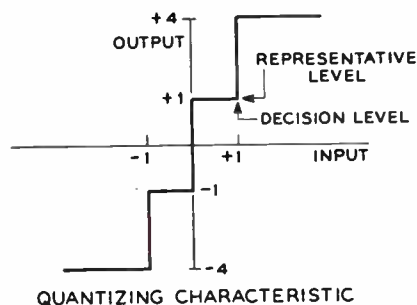 +4
OUTPUT
REPRESENTATIVE
LEVEL
+1
DECISION LEVEL
-1
+1
INPUT
-1
-4
QUANTIZING CHARACTERISTIC